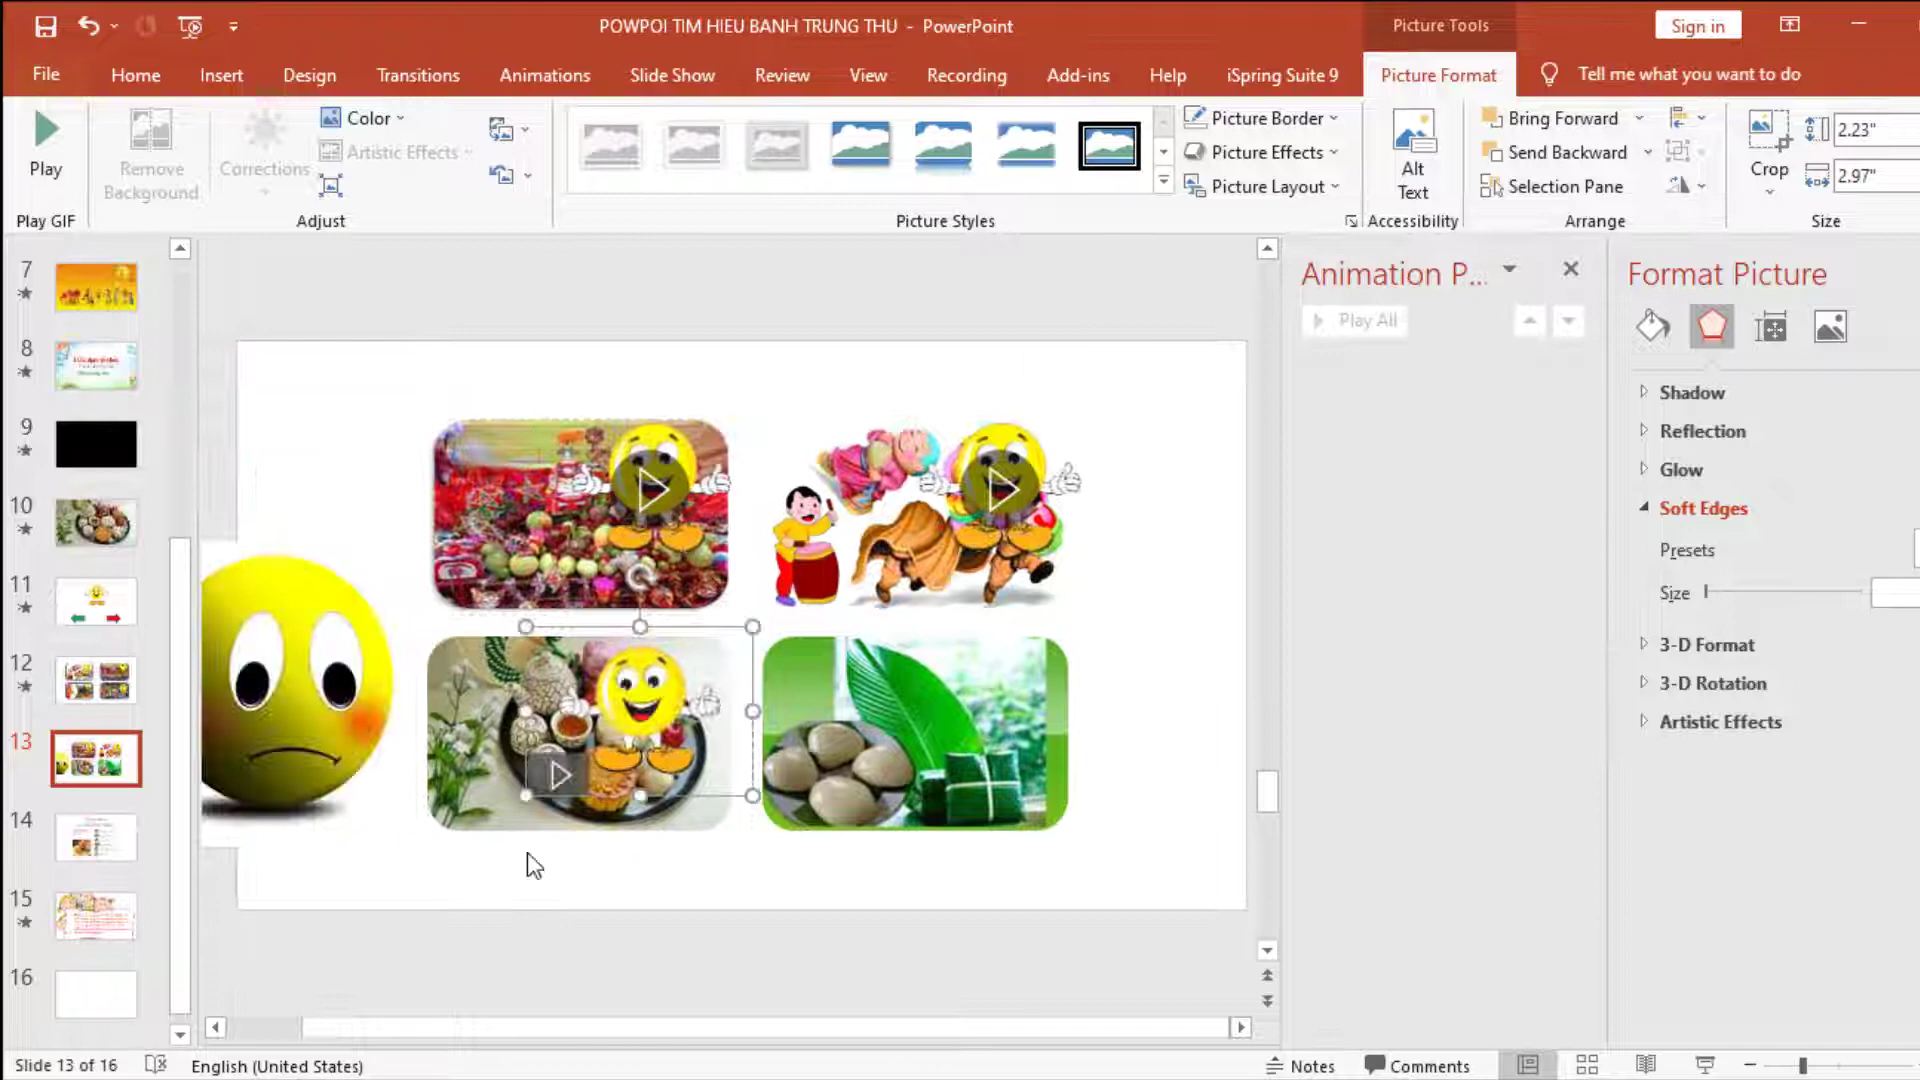 POWPOI TIM HIEU BANH TRUNG THU - PowerPoint
Picture Tools
Sign in
File
Home
Insert
Design
Transitions
Animations
Slide Show
Review
View
Recording
Add-ins
Help
iSpring Suite 9
Picture Format
Tell me what you want to do
Play
Remove
Background
Corrections
Color
Artistic Effects
Picture Border
Picture Effects
Picture Layout
Alt
Text
Bring Forward
Send Backward
Selection Pane
Crop
2.23"
2.97"
Play GIF
Adjust
Picture Styles
Accessibility
Arrange
Size
7
8
9
10
11
12
13
14
15
16
Animation P...
Play All
Format Picture
Shadow
Reflection
Glow
Soft Edges
Presets
Size
3-D Format
3-D Rotation
Artistic Effects
Slide 13 of 16
English (United States)
Notes
Comments